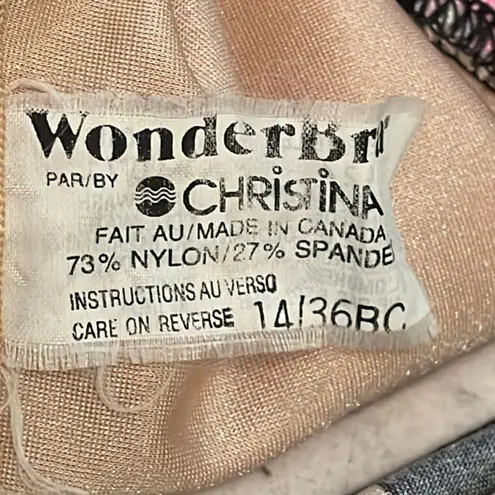 WonderBra
PAR/BY CHRISTINA
FAIT AU/MADE IN CANADA
73% NYLON/27% SPANDE
INSTRUCTIONS AU VERSO
CARE ON REVERSE 14/36BC